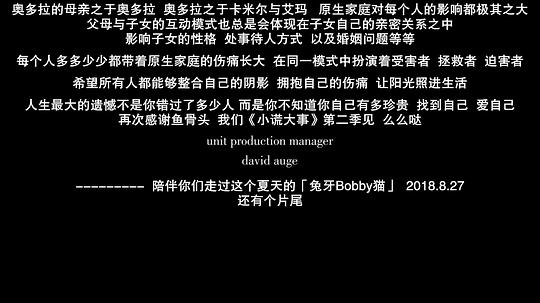 奥多拉的母亲之于奥多拉 奥多拉之于卡米尔与艾玛 原生家庭对每个人的影响都极其之大
父母与子女的互动模式也总是会体现在子女自己的亲密关系之中
影响子女的性格 处事待人方式 以及婚姻问题等等
每个人多多少少都带着原生家庭的伤痛长大 在同一模式中扮演着受害者 拯救者 迫害者
希望所有人都能够整合自己的阴影 拥抱自己的伤痛 让阳光照进生活
人生最大的遗憾不是你错过了多少人 而是你不知道你自己有多珍贵 找到自己 爱自己
再次感谢鱼骨头 我们《小谎大事》第二季见 么么哒
unit production manager
david auge
--------- 陪伴你们走过这个夏天的「兔牙Bobby猫」 2018.8.27
还有个片尾